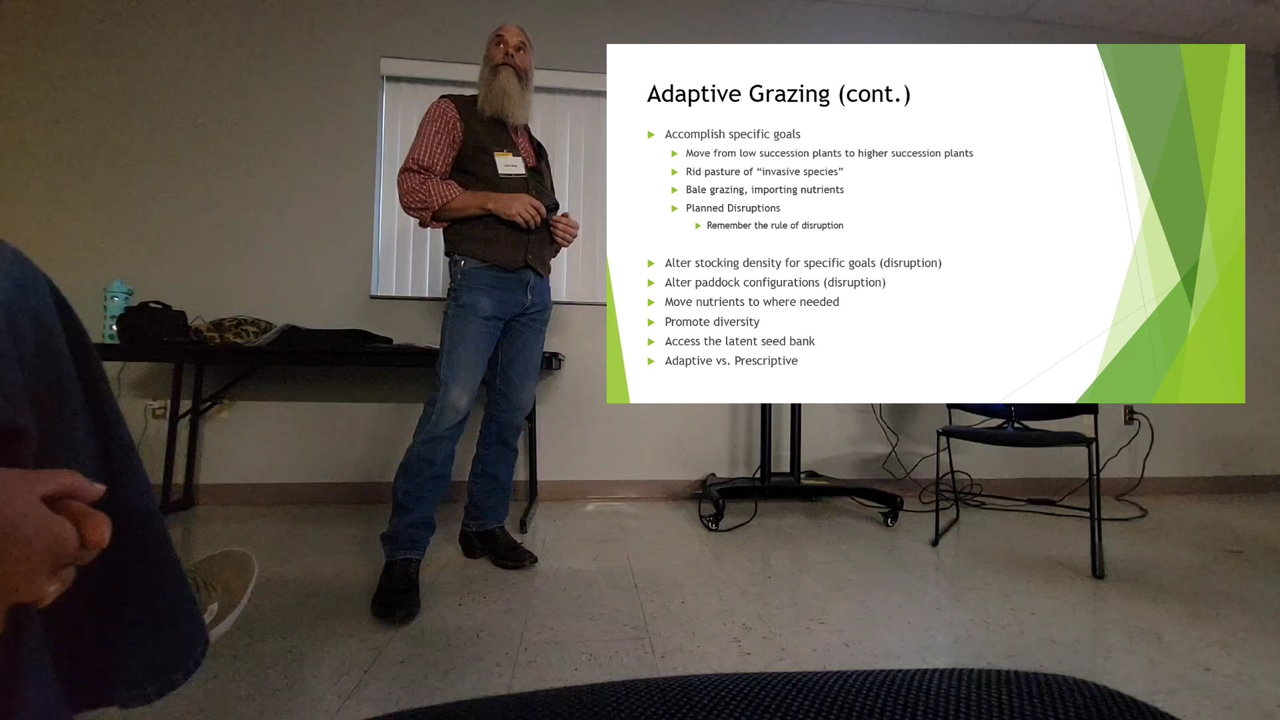 Adaptive Grazing (cont.)
Accomplish specific goals
Move from low succession plants to higher succession plants
Rid pasture of “invasive species”
Bale grazing, importing nutrients
Planned Disruptions
Remember the rule of disruption
Alter stocking density for specific goals (disruption)
Alter paddock configurations (disruption)
Move nutrients to where needed
Promote diversity
Access the latent seed bank
Adaptive vs. Prescriptive